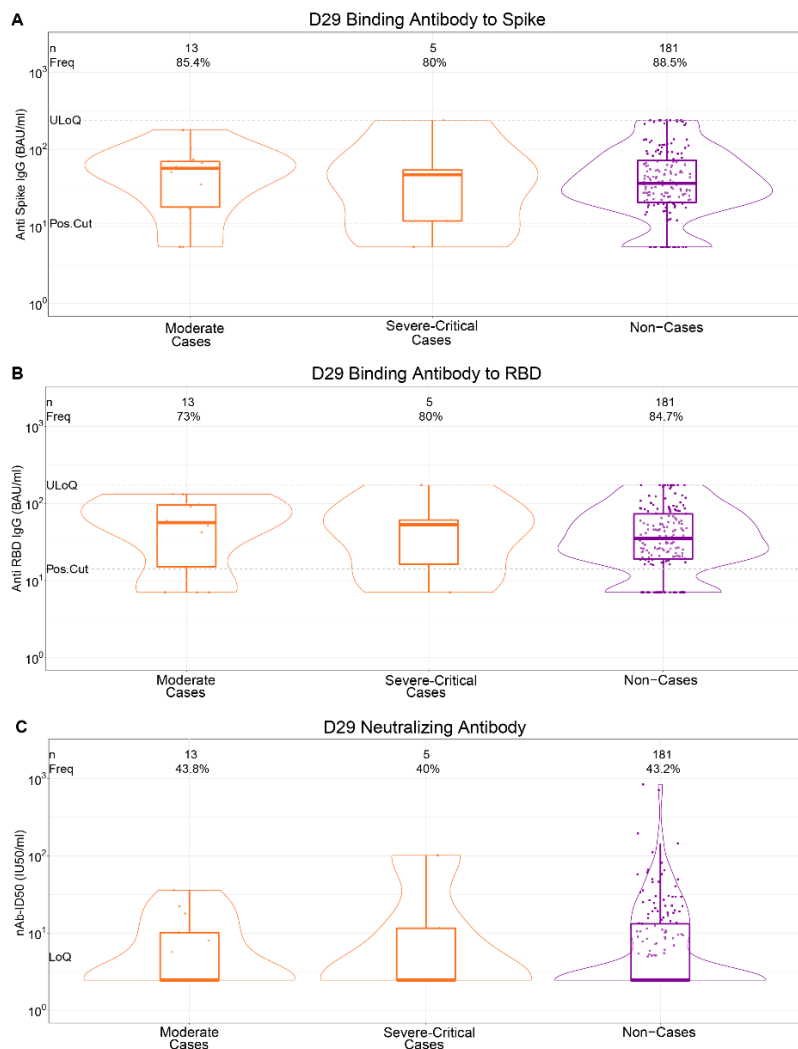 A
D29 Binding Antibody to Spike
n 13 5 181
Freq 85.4% 80% 88.5%
10³
ULoQ
10²
Pos.Cut
10¹
10⁰
Anti Spike IgG (BAU/ml)
Moderate Cases
Severe-Critical Cases
Non-Cases
B
D29 Binding Antibody to RBD
n 13 5 181
Freq 73% 80% 84.7%
10³
ULoQ
10²
Pos.Cut
10¹
10⁰
Anti RBD IgG (BAU/ml)
Moderate Cases
Severe-Critical Cases
Non-Cases
C
D29 Neutralizing Antibody
n 13 5 181
Freq 43.8% 40% 43.2%
10³
10²
10¹
LoQ
10⁰
nAb-ID50 (IU50/ml)
Moderate Cases
Severe-Critical Cases
Non-Cases